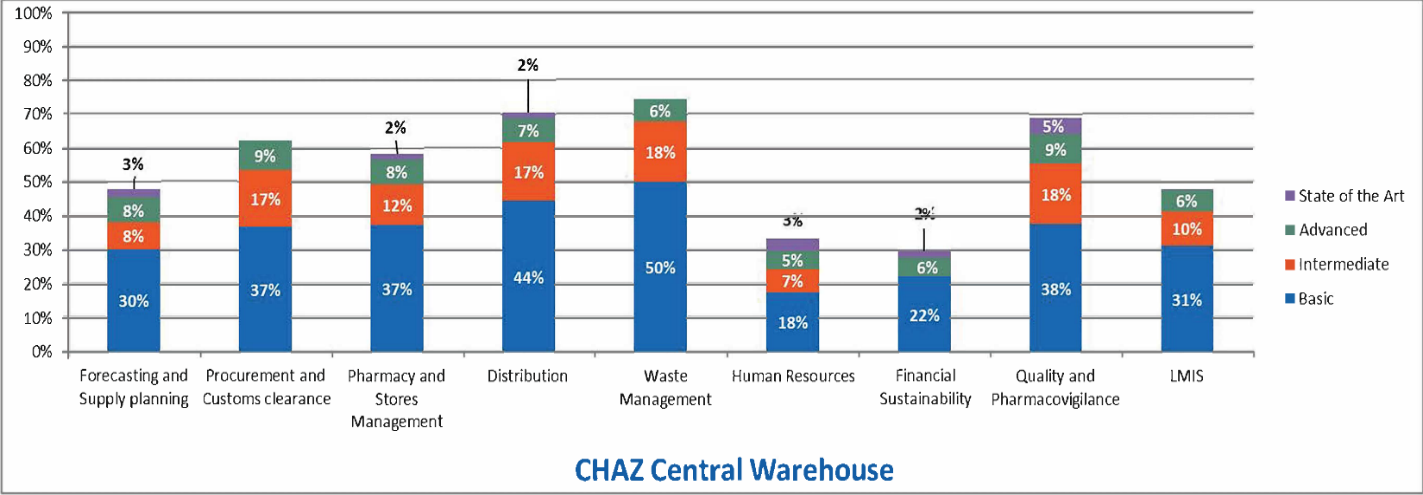 100%
90%
80%
70%
60%
50%
40%
30%
20%
10%
0%
3%
8%
8%
30%
9%
17%
37%
2%
8%
12%
37%
2%
7%
17%
44%
6%
18%
50%
3%
5%
7%
18%
2%
6%
22%
5%
9%
18%
38%
6%
10%
31%
State of the Art
Advanced
Intermediate
Basic
Forecasting and
Supply planning
Procurement and
Customs clearance
Pharmacy and
Stores
Management
Distribution
Waste
Management
Human Resources
Financial
Sustainability
Quality and
Pharmacovigilance
LMIS
CHAZ Central Warehouse